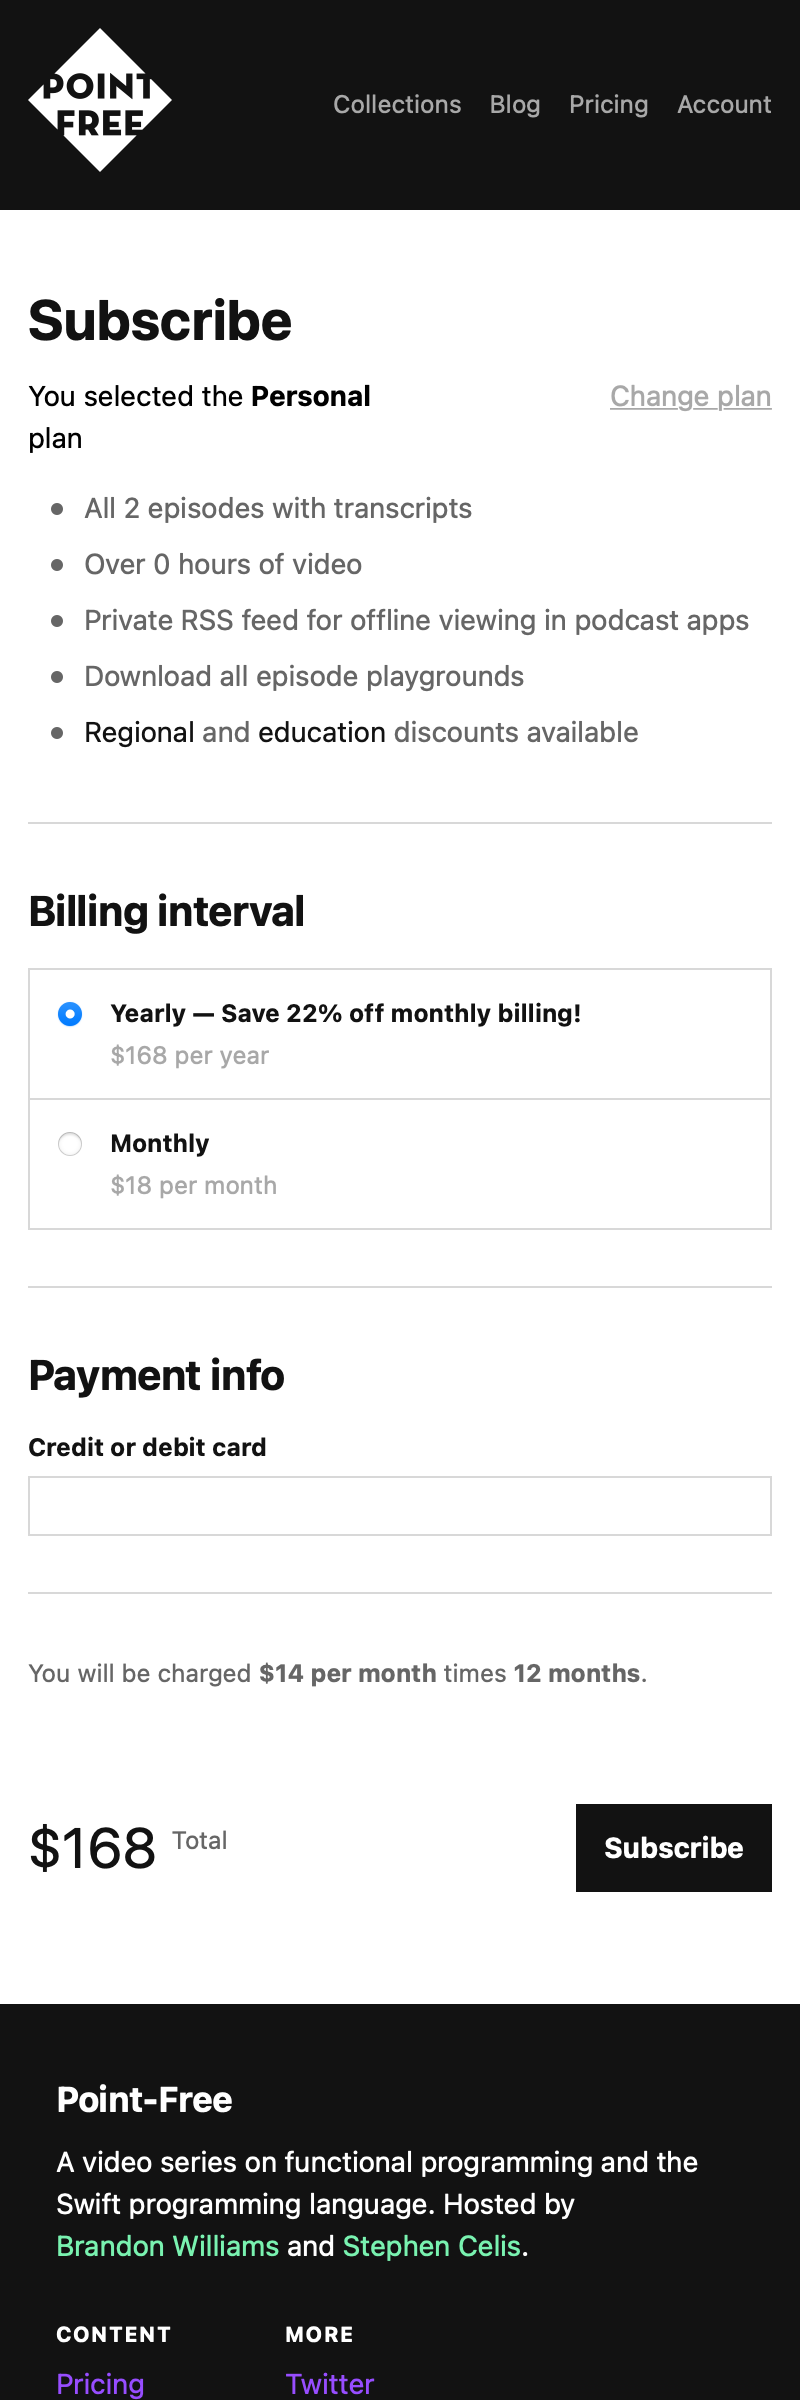 POINT
FREE
Collections Blog Pricing Account
Subscribe
You selected the Personal
plan
Change plan
All 2 episodes with transcripts
Over 0 hours of video
Private RSS feed for offline viewing in podcast apps
Download all episode playgrounds
Regional and education discounts available
Billing interval
Yearly — Save 22% off monthly billing!
$168 per year
Monthly
$18 per month
Payment info
Credit or debit card
You will be charged $14 per month times 12 months.
$168 Total
Subscribe
Point-Free
A video series on functional programming and the
Swift programming language. Hosted by
Brandon Williams and Stephen Celis.
CONTENT MORE
Pricing Twitter